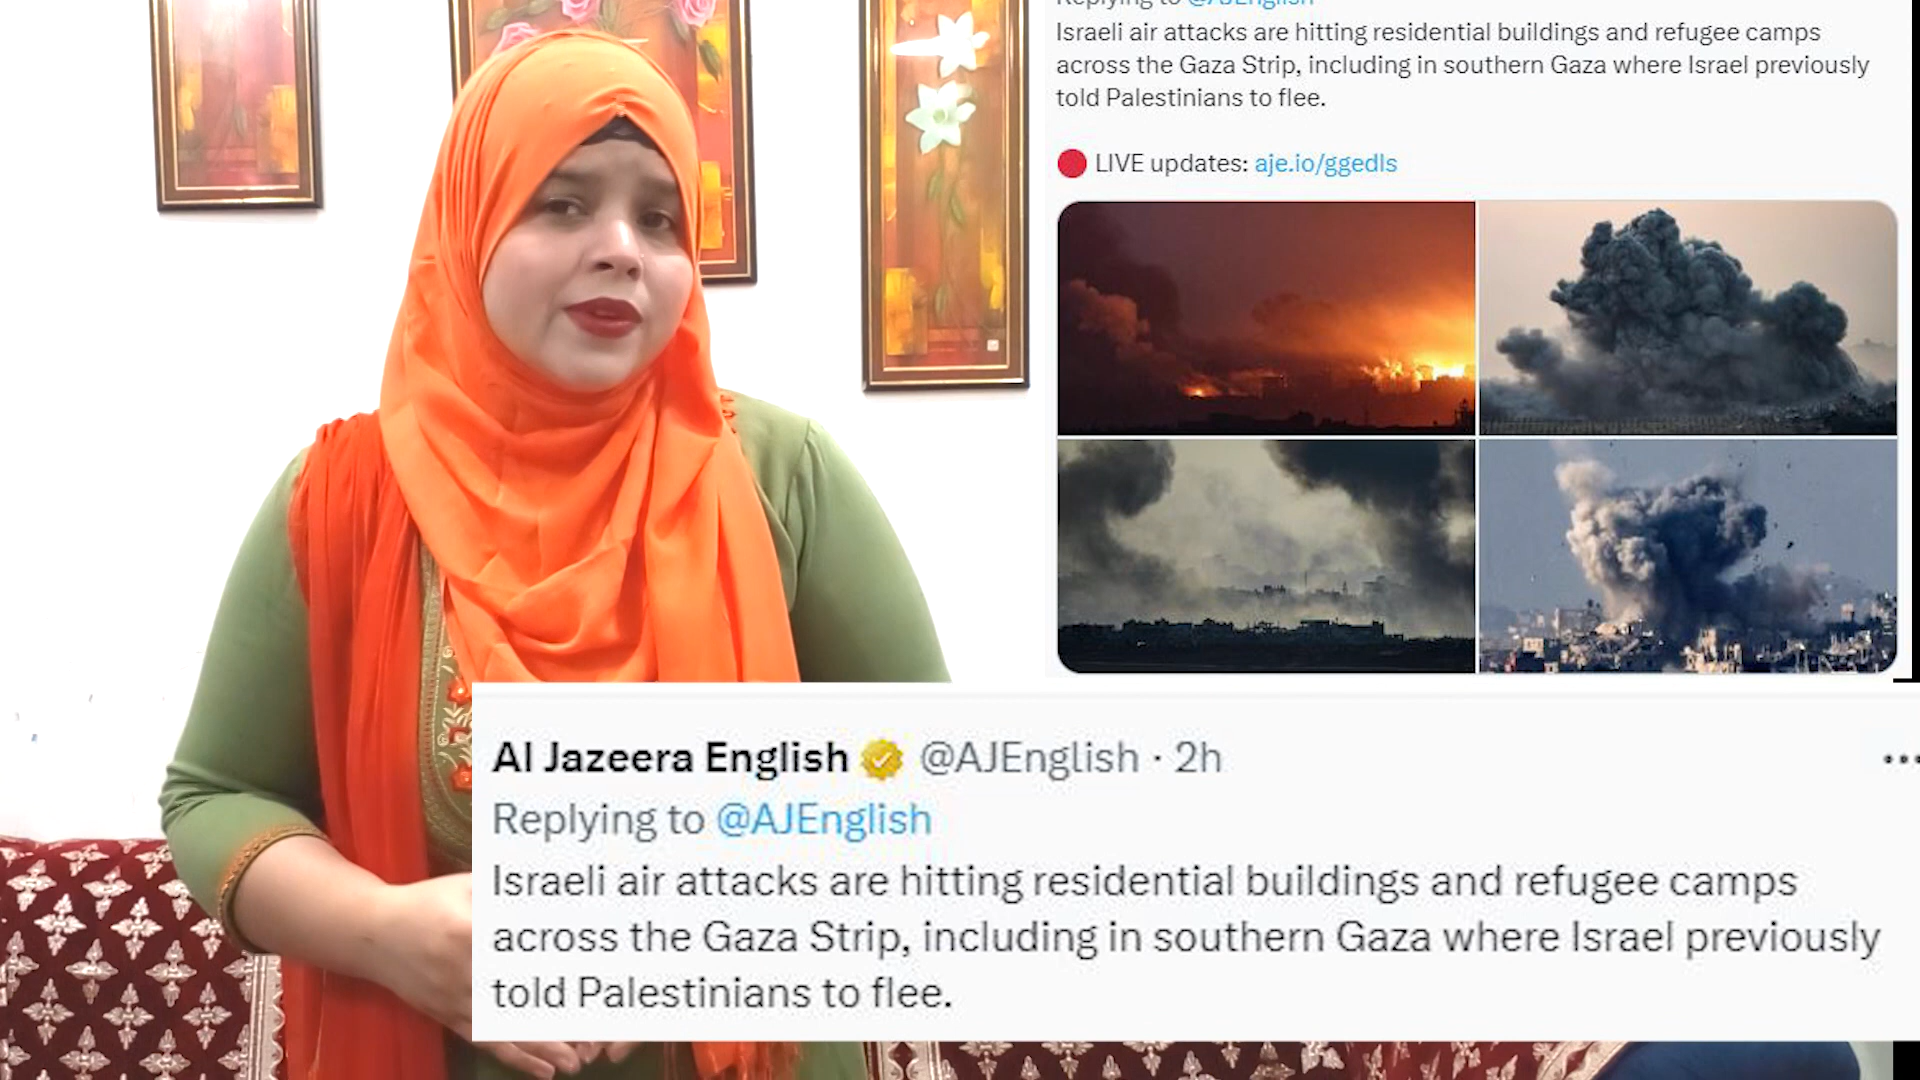 Replying to @AJEnglish
Israeli air attacks are hitting residential buildings and refugee camps
across the Gaza Strip, including in southern Gaza where Israel previously
told Palestinians to flee.
LIVE updates: aje.io/ggedls
Al Jazeera English @AJEnglish · 2h
Replying to @AJEnglish
Israeli air attacks are hitting residential buildings and refugee camps
across the Gaza Strip, including in southern Gaza where Israel previously
told Palestinians to flee.